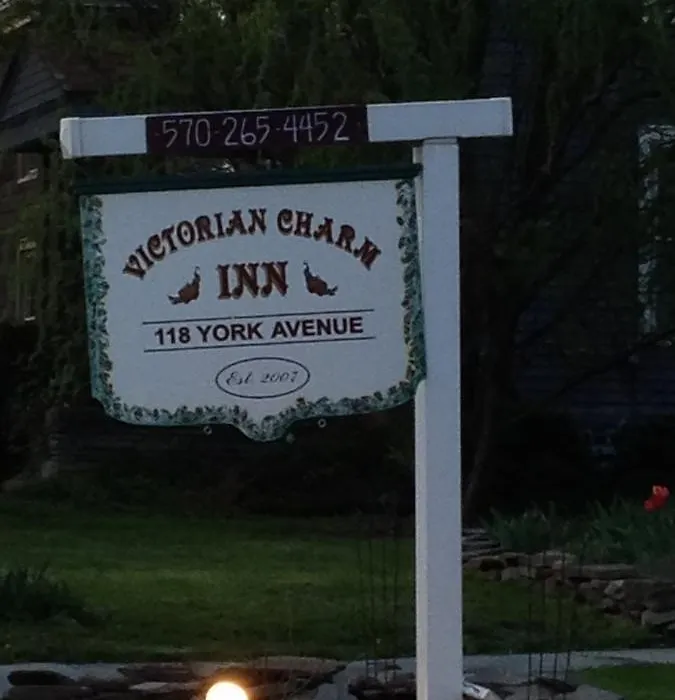 570-265-4452
VICTORIAN CHARM
INN
118 YORK AVENUE
Est. 2007